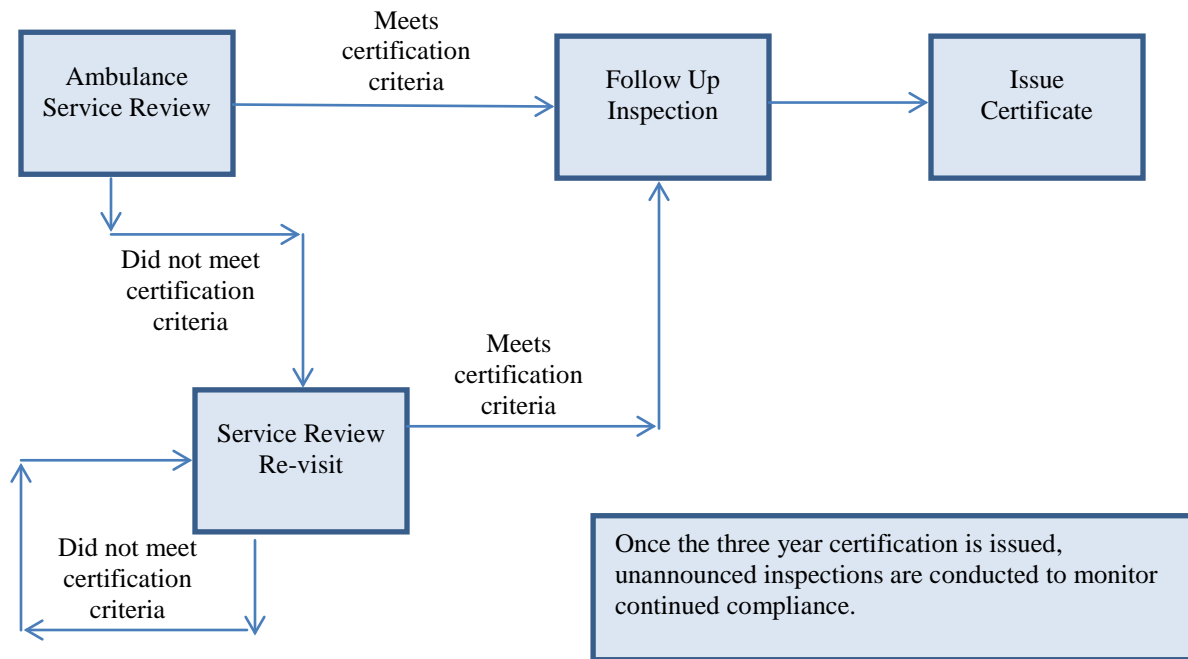 Meets
certification
criteria
Ambulance
Service Review
Follow Up
Inspection
Issue
Certificate
Did not meet
certification
criteria
Meets
certification
criteria
Service Review
Re-visit
Did not meet
certification
criteria
Once the three year certification is issued,
unannounced inspections are conducted to monitor
continued compliance.